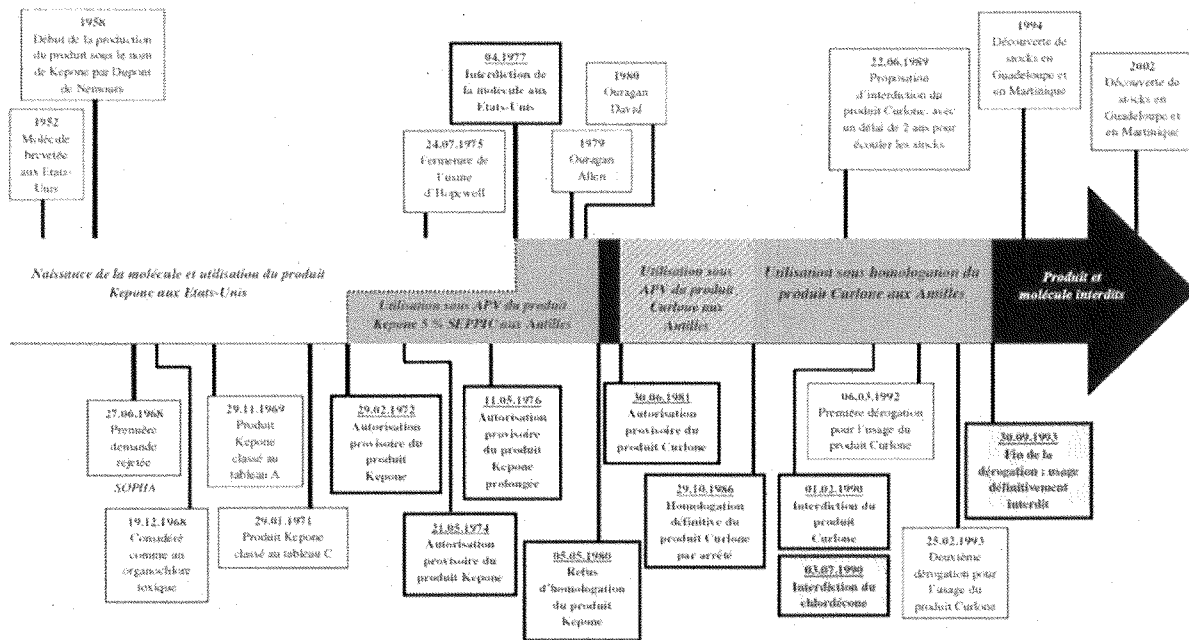 1958
Début de la production
du produit sous le nom
de Kepone par Dupont
de Nemours
1952
Molécule
brevetée
aux Etats-
Unis
04.1977
Interdiction de
la molécule aux
Etats-Unis
24.07.1975
Fermeture de
l'usine
d'Hopewell
1980
Ouragan
David
1979
Ouragan
Allen
22.06.1989
Proposition
d'interdiction du
produit Curlone, avec
un délai de 2 ans pour
écouler les stocks
1994
Découverte de
stocks en
Guadeloupe et
en Martinique
2002
Découverte de
stocks en
Guadeloupe et
en Martinique
Naissance de la molécule et utilisation du produit
Kepone aux Etats-Unis
Utilisation sous APV du produit
Kepone 5 % SEPPIC aux Antilles
Utilisation sous
APV du produit
Curlone aux
Antilles
Utilisation sous homologation du
produit Curlone aux Antilles
Produit et
molécule interdits
27.06.1968
Première
demande
rejetée
SOPHA
19.12.1968
Considéré
comme un
organochloré
toxique
29.11.1969
Produit
Kepone
classé au
tableau A
29.01.1971
Produit Kepone
classé au tableau C
29.02.1972
Autorisation
provisoire du
produit
Kepone
21.05.1974
Autorisation
provisoire du
produit Kepone
11.05.1976
Autorisation
provisoire
du produit
Kepone
prolongée
05.05.1980
Refus
d'homologation
du produit
Kepone
30.06.1981
Autorisation
provisoire du
produit Curlone
29.10.1986
Homologation
définitive du
produit Curlone
par arrêté
01.02.1990
Interdiction du
produit
Curlone
03.07.1990
Interdiction du
chlordécone
06.03.1992
Première dérogation
pour l'usage du
produit Curlone
25.02.1993
Deuxième
dérogation pour
l'usage du
produit Curlone
30.09.1993
Fin de la
dérogation : usage
définitivement
interdit